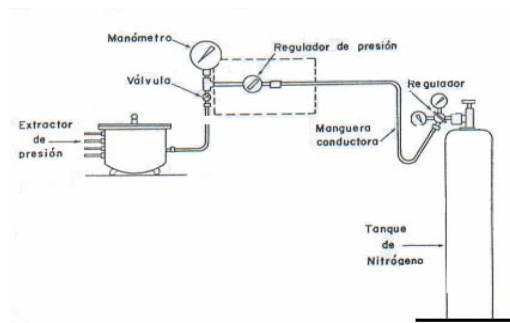 Manómetro
Regulador de presión
Válvula
Regulador
Extractor
de
presión
Manguera
conductora
Tanque
de
Nitrógeno